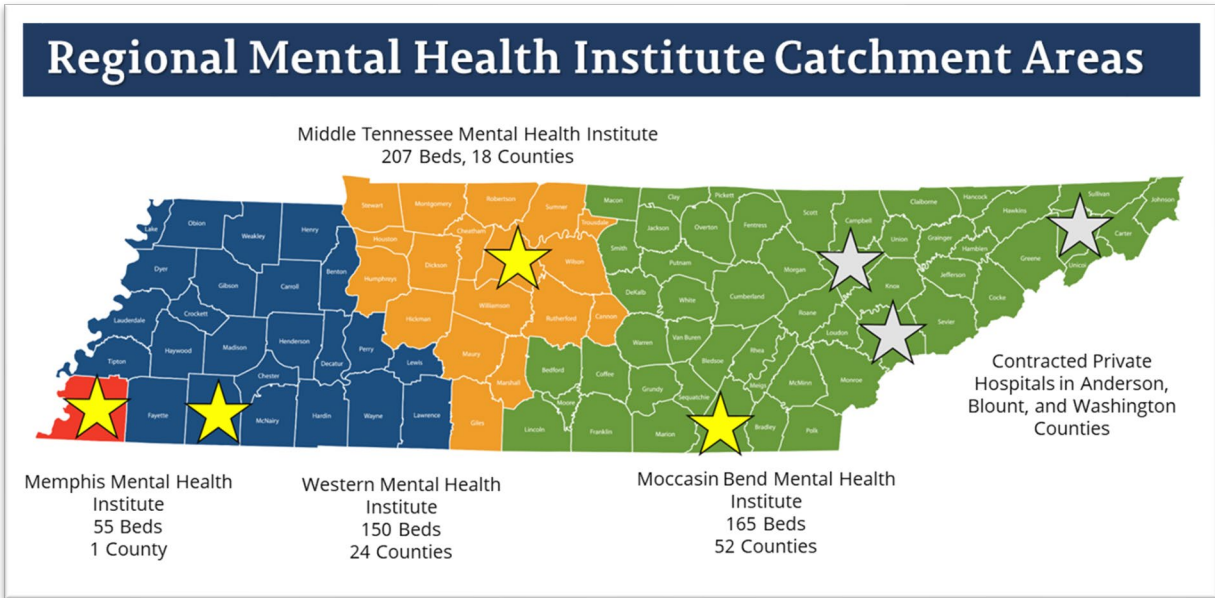 Regional Mental Health Institute Catchment Areas
Middle Tennessee Mental Health Institute
207 Beds, 18 Counties
Lake
Obion
Weakley
Henry
Dyer
Gibson
Carroll
Benton
Lauderdale
Crockett
Tipton
Haywood
Madison
Henderson
Decatur
Perry
Lewis
Chester
Fayette
McNairy
Hardin
Wayne
Lawrence
Stewart
Montgomery
Robertson
Sumner
Trousdale
Houston
Cheatham
Dickson
Humphreys
Wilson
Williamson
Hickman
Rutherford
Cannon
Maury
Marshall
Giles
Macon
Clay
Pickett
Scott
Campbell
Claiborne
Hancock
Hawkins
Sullivan
Johnson
Smith
Jackson
Overton
Fentress
Union
Grainger
Hamblen
Greene
Carter
Unicoi
Putnam
Morgan
Knox
Jefferson
Cocke
DeKalb
White
Cumberland
Roane
Loudon
Sevier
Warren
Van Buren
Bledsoe
Rhea
Meigs
McMinn
Monroe
Bedford
Coffee
Grundy
Sequatchie
Moore
Lincoln
Franklin
Marion
Bradley
Polk
Contracted Private
Hospitals in Anderson,
Blount, and Washington
Counties
Memphis Mental Health
Institute
55 Beds
1 County
Western Mental Health
Institute
150 Beds
24 Counties
Moccasin Bend Mental Health
Institute
165 Beds
52 Counties